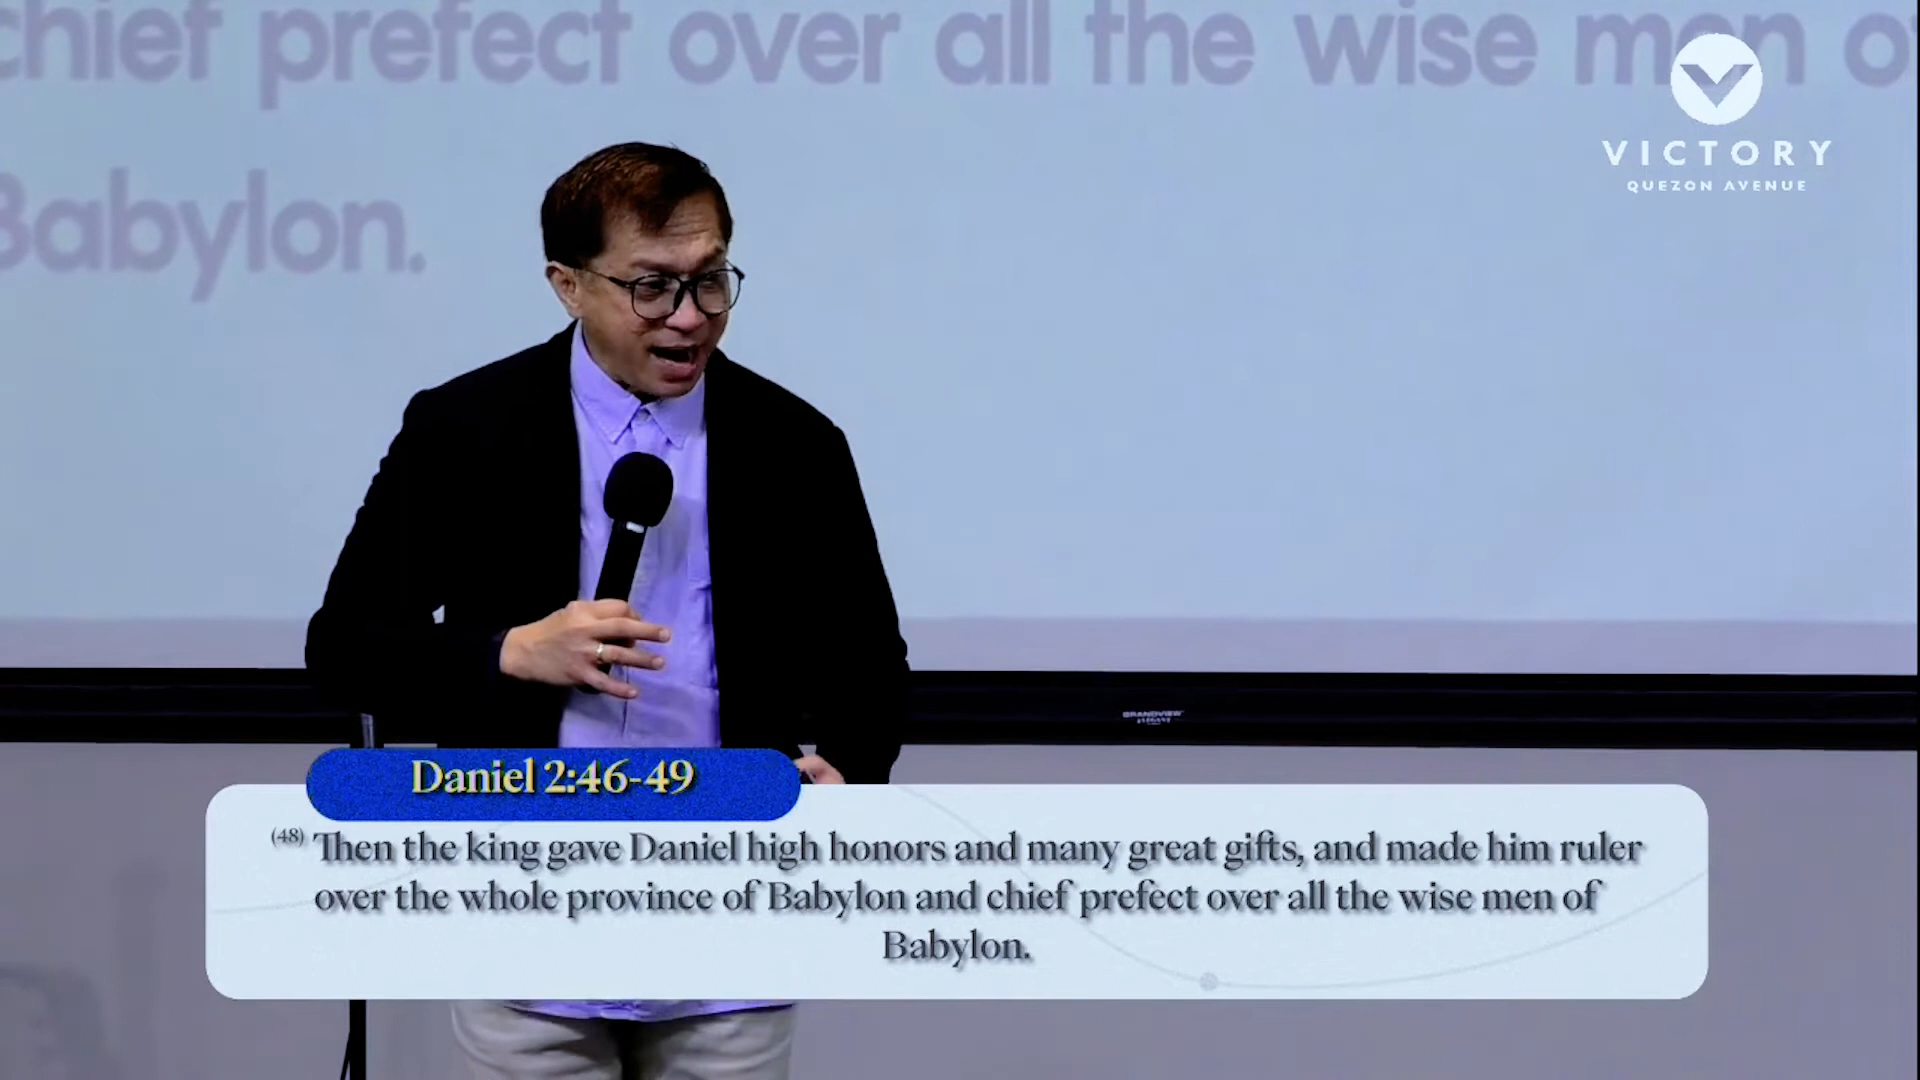 chief prefect over all the wise men of
Babylon.
VICTORY
QUEZON AVENUE
GRANDVIEW
Daniel 2:46-49
(48) Then the king gave Daniel high honors and many great gifts, and made him ruler
over the whole province of Babylon and chief prefect over all the wise men of
Babylon.